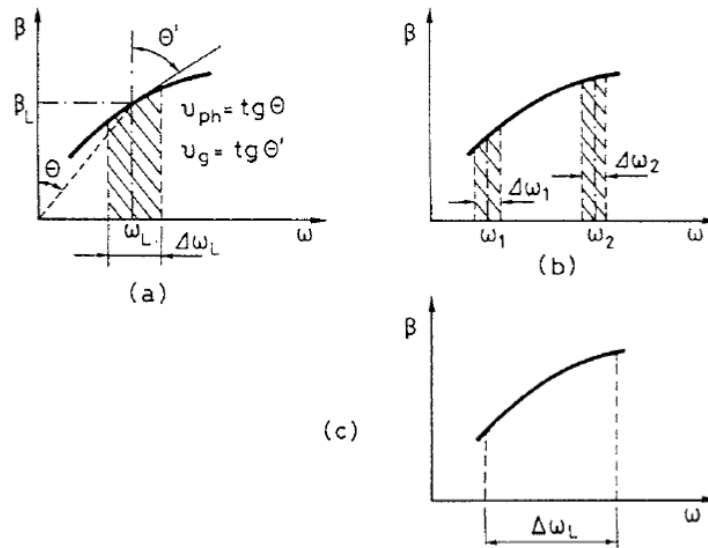 β
θ'
β_L
υ_ph = tg θ
υ_g = tg θ'
θ
ω_L
ω
Δω_L
(a)
β
Δω_1
Δω_2
ω_1
ω_2
ω
(b)
β
(c)
ω
Δω_L